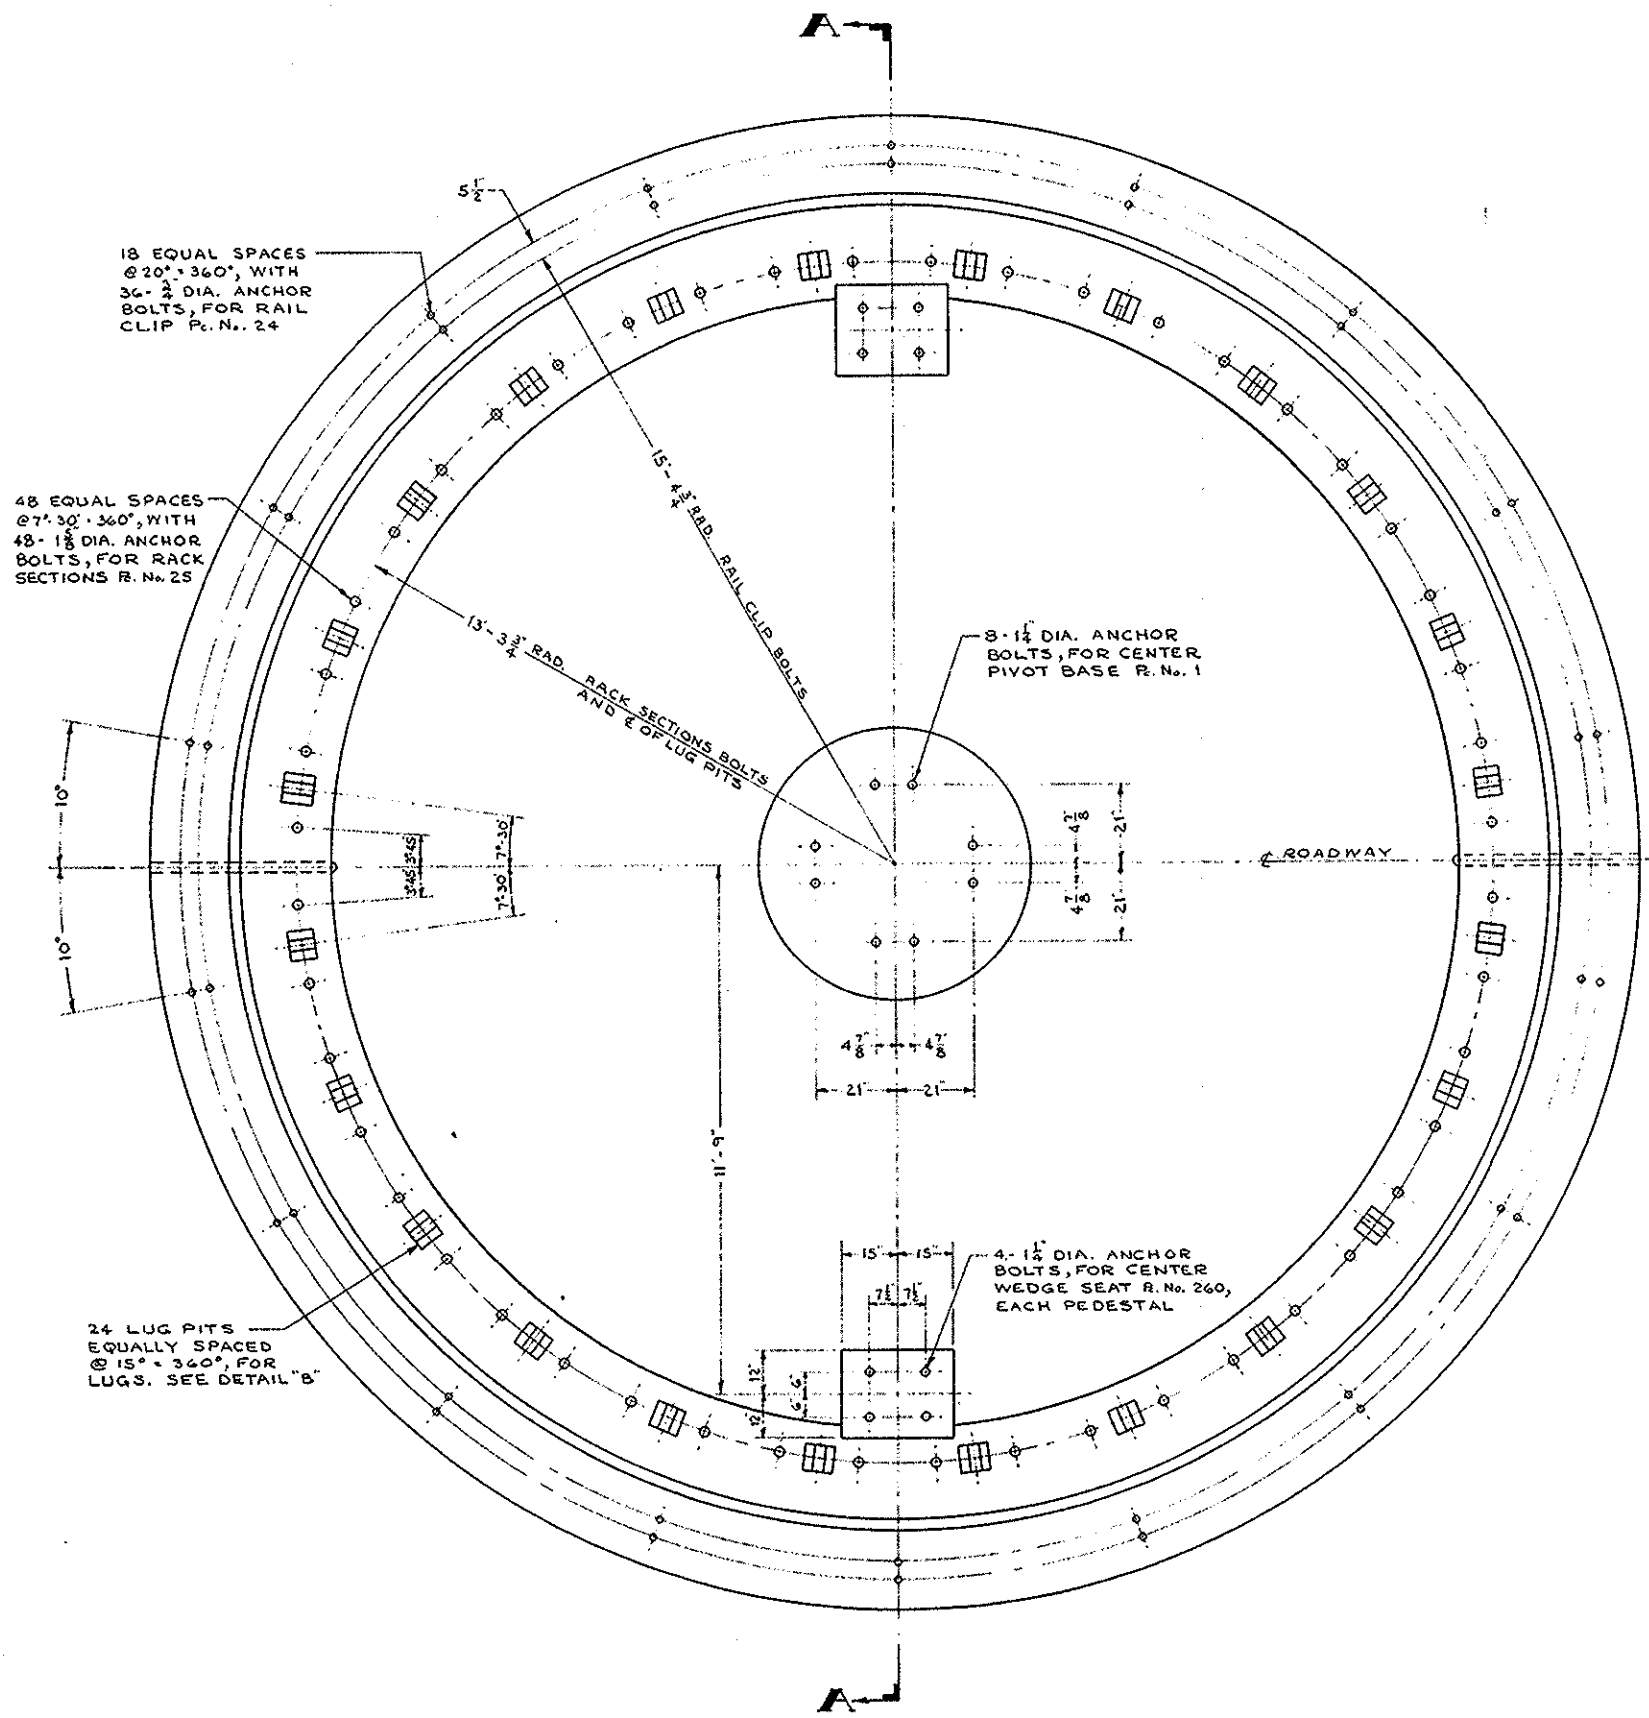 A
5 1/2"
18 EQUAL SPACES
@ 20° = 360°, WITH
36 - 3/4" DIA. ANCHOR
BOLTS, FOR RAIL
CLIP Pc. No. 24
48 EQUAL SPACES
@ 7°-30' = 360°, WITH
48 - 1 5/8" DIA. ANCHOR
BOLTS, FOR RACK
SECTIONS Pc. No. 25
15'-4 3/4" RAD. RAIL CLIP BOLTS
13'-3 3/4" RAD. RACK SECTIONS BOLTS
AND ℄ OF LUG PITS
8 - 1 1/4" DIA. ANCHOR
BOLTS, FOR CENTER
PIVOT BASE Pc. No. 1
10°
10°
3°45' 3°45'
7°-30' 7°-30'
4 7/8"
4 7/8"
21"
21"
℄ ROADWAY
4 7/8" 4 7/8"
21" 21"
11'-9"
15" 15"
7 1/2" 7 1/2"
12"
12"
6" 6"
4 - 1 1/4" DIA. ANCHOR
BOLTS, FOR CENTER
WEDGE SEAT Pc. No. 260,
EACH PEDESTAL
24 LUG PITS
EQUALLY SPACED
@ 15° = 360°, FOR
LUGS. SEE DETAIL "B"
A